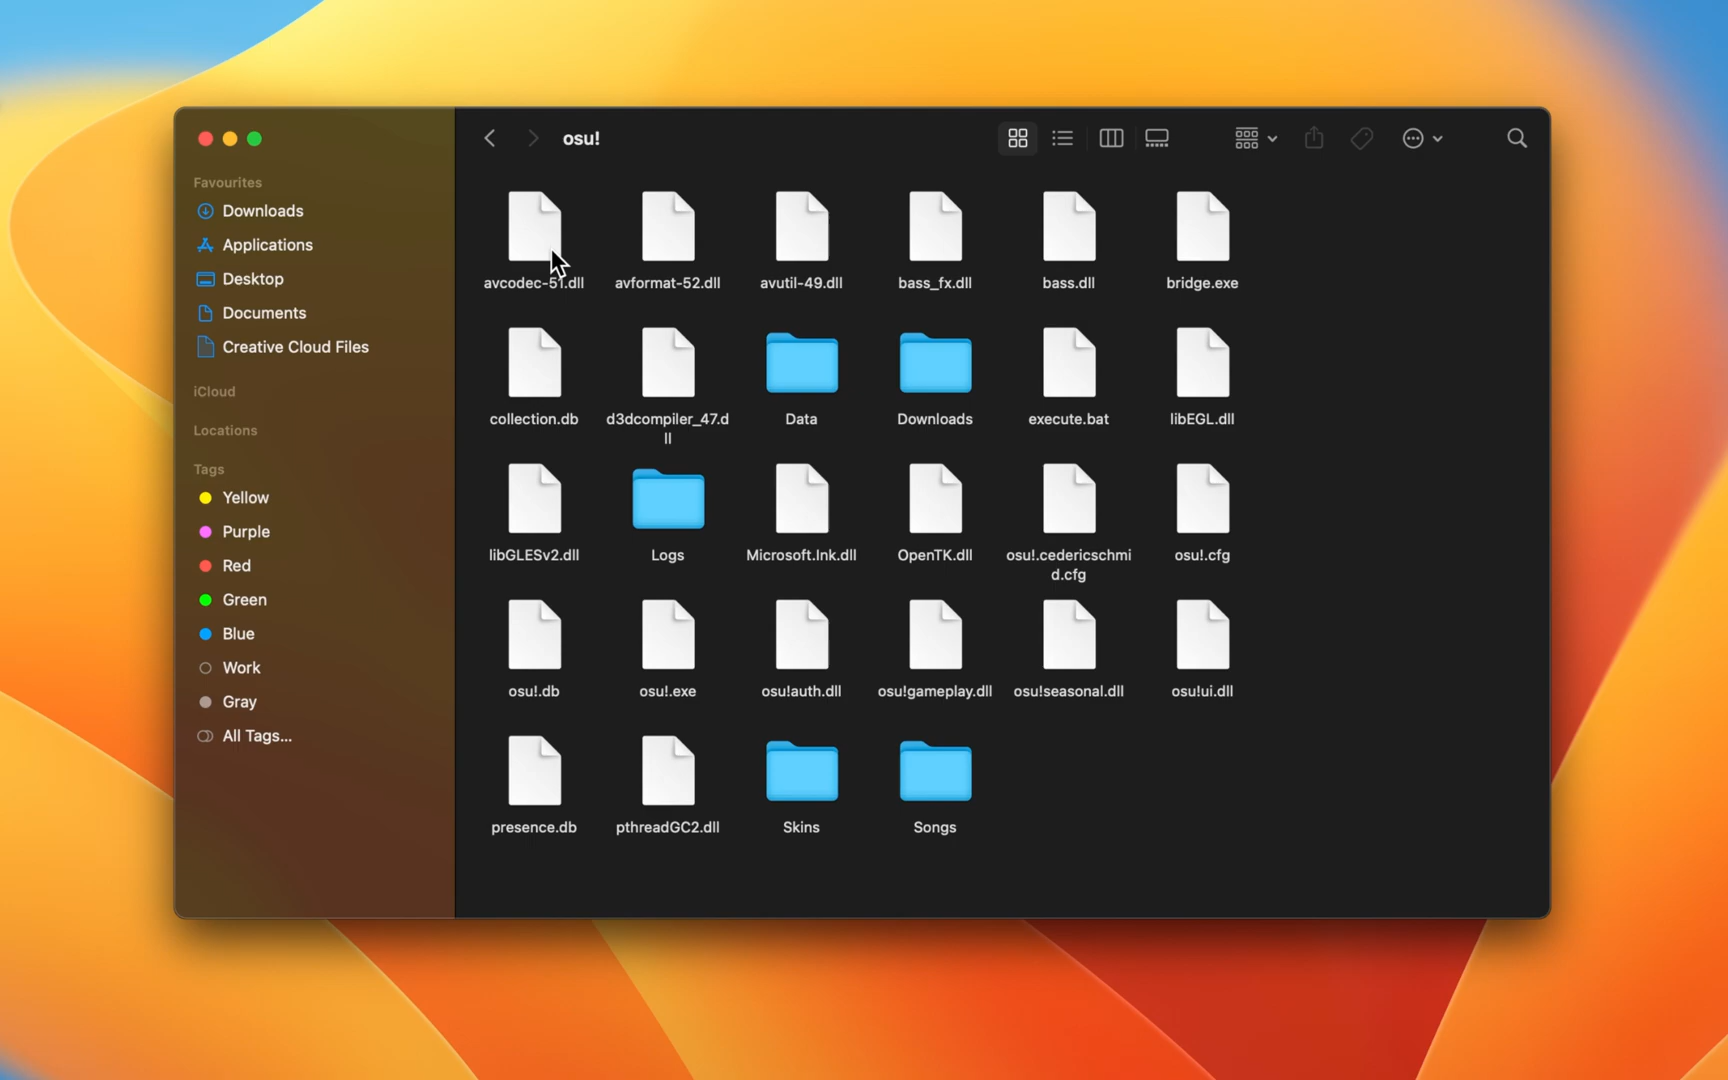 osu!
Favourites
Downloads
Applications
Desktop
Documents
Creative Cloud Files
iCloud
Locations
Tags
Yellow
Purple
Red
Green
Blue
Work
Gray
All Tags...
avcodec-51.dll
avformat-52.dll
avutil-49.dll
bass_fx.dll
bass.dll
bridge.exe
collection.db
d3dcompiler_47.d
ll
Data
Downloads
execute.bat
libEGL.dll
libGLESv2.dll
Logs
Microsoft.Ink.dll
OpenTK.dll
osu!.cedericschmi
d.cfg
osu!.cfg
osu!.db
osu!.exe
osu!auth.dll
osu!gameplay.dll
osu!seasonal.dll
osu!ui.dll
presence.db
pthreadGC2.dll
Skins
Songs